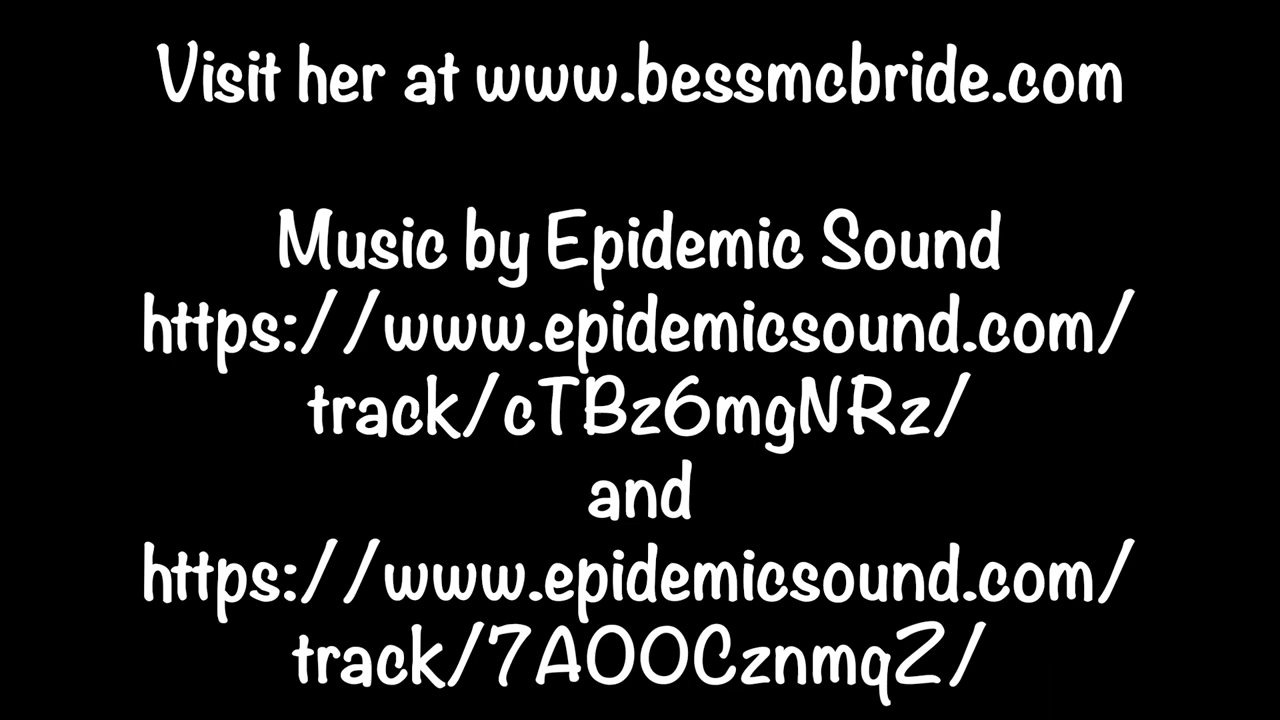 Visit her at www.bessmcbride.com
Music by Epidemic Sound
https://www.epidemicsound.com/
track/cTBz6mgNRz/
and
https://www.epidemicsound.com/
track/7AOOCznmqZ/